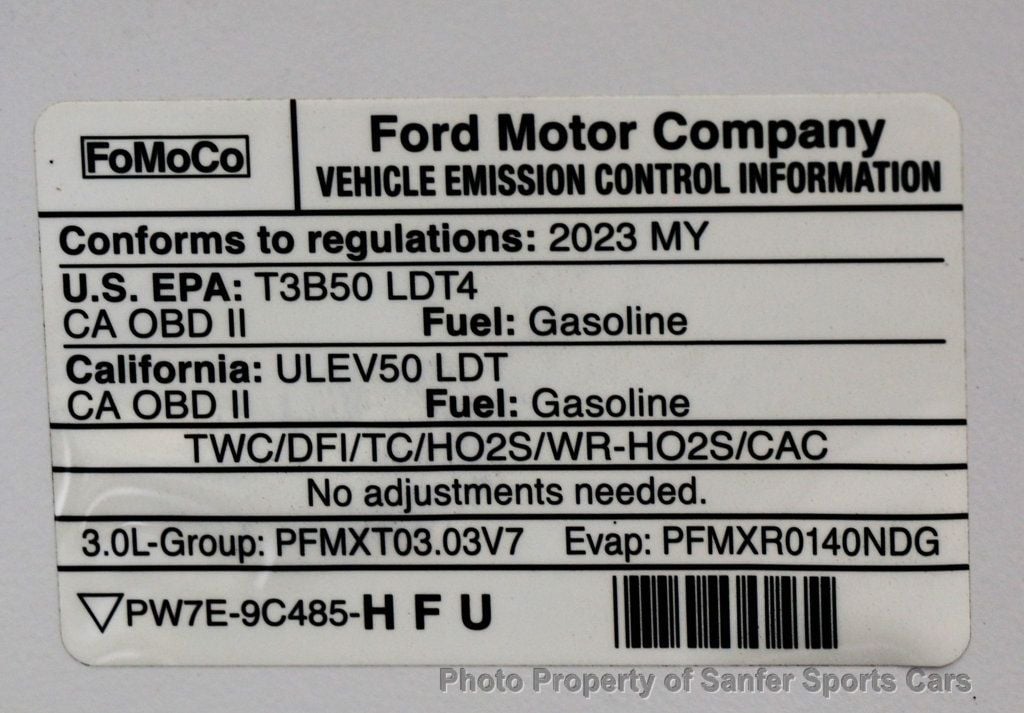 FoMoCo
Ford Motor Company
VEHICLE EMISSION CONTROL INFORMATION
Conforms to regulations: 2023 MY
U.S. EPA: T3B50 LDT4
CA OBD II Fuel: Gasoline
California: ULEV50 LDT
CA OBD II Fuel: Gasoline
TWC/DFI/TC/HO2S/WR-HO2S/CAC
No adjustments needed.
3.0L-Group: PFMXT03.03V7 Evap: PFMXR0140NDG
PW7E-9C485-H F U
Photo Property of Sanfer Sports Cars